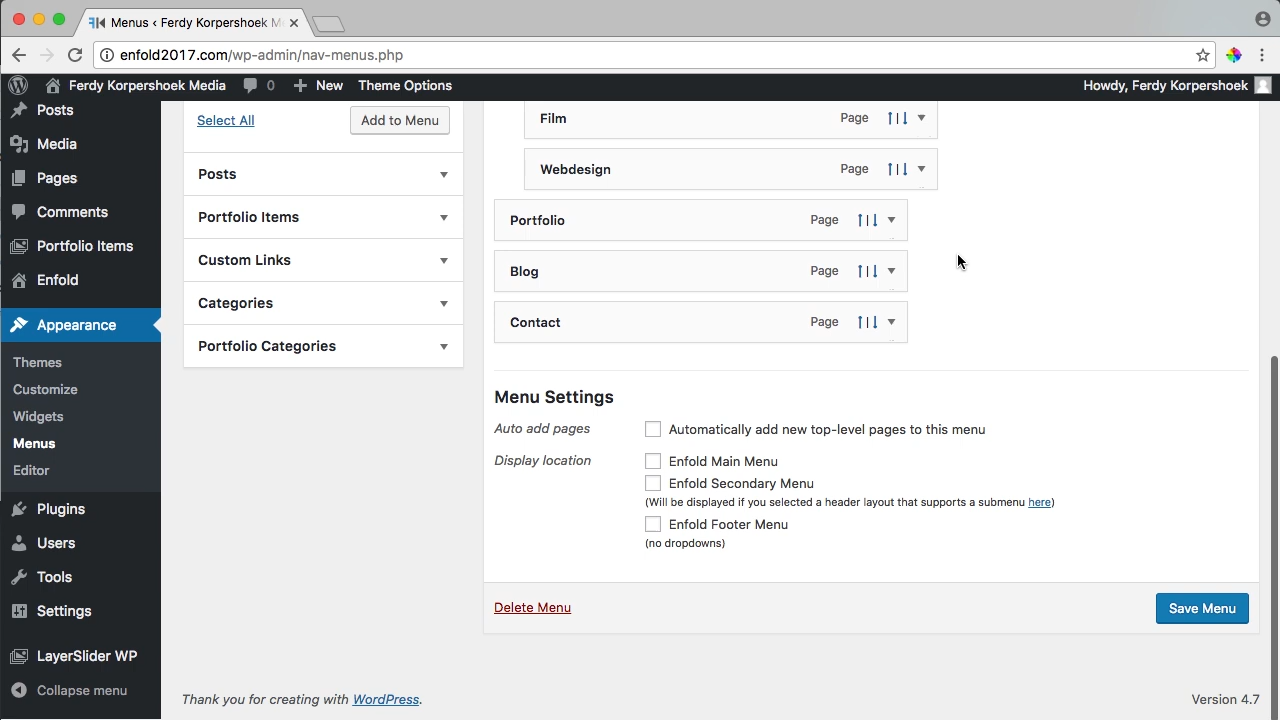 Menus ‹ Ferdy Korpershoek M
enfold2017.com/wp-admin/nav-menus.php
Ferdy Korpershoek Media 0 New Theme Options Howdy, Ferdy Korpershoek
Posts
Media
Pages
Comments
Portfolio Items
Enfold
Appearance
Themes
Customize
Widgets
Menus
Editor
Plugins
Users
Tools
Settings
LayerSlider WP
Collapse menu
Select All Add to Menu
Posts
Portfolio Items
Custom Links
Categories
Portfolio Categories
Film Page
Webdesign Page
Portfolio Page
Blog Page
Contact Page
Menu Settings
Auto add pages Automatically add new top-level pages to this menu
Display location Enfold Main Menu
Enfold Secondary Menu
(Will be displayed if you selected a header layout that supports a submenu here)
Enfold Footer Menu
(no dropdowns)
Delete Menu Save Menu
Thank you for creating with WordPress. Version 4.7